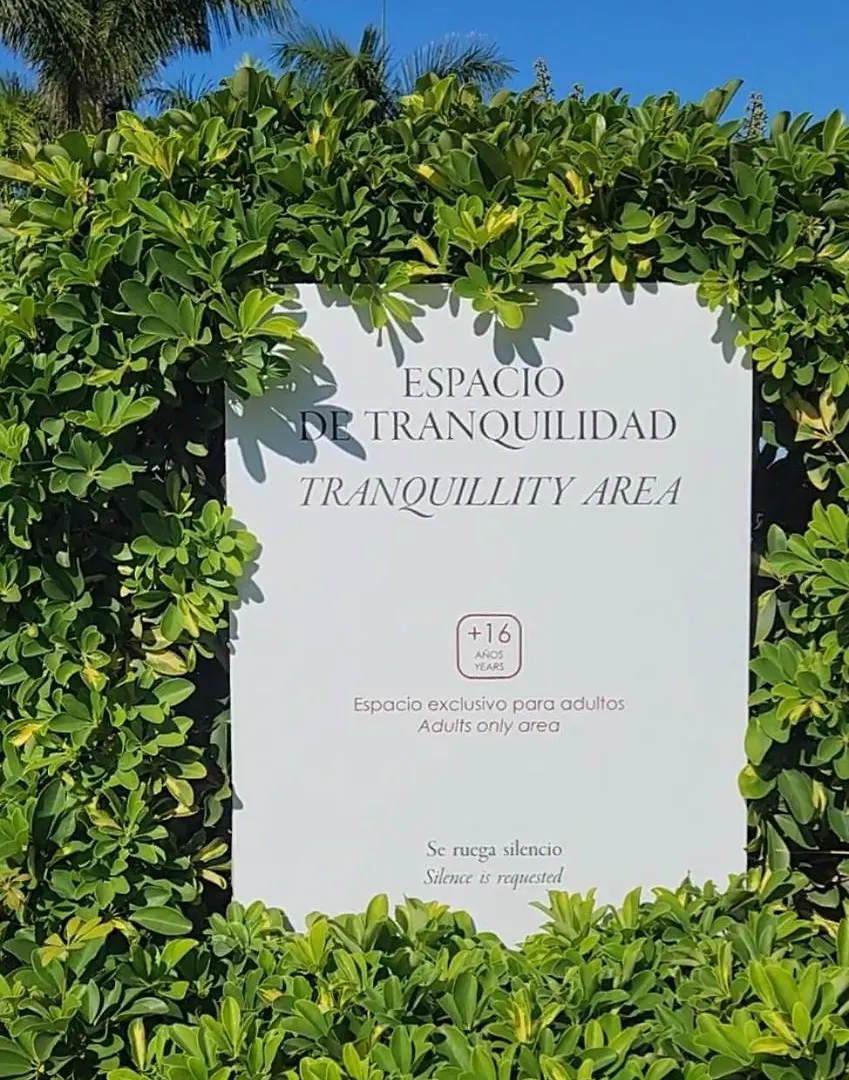 ESPACIO
DE TRANQUILIDAD
TRANQUILLITY AREA
+16
AÑOS
YEARS
Espacio exclusivo para adultos
Adults only area
Se ruega silencio
Silence is requested